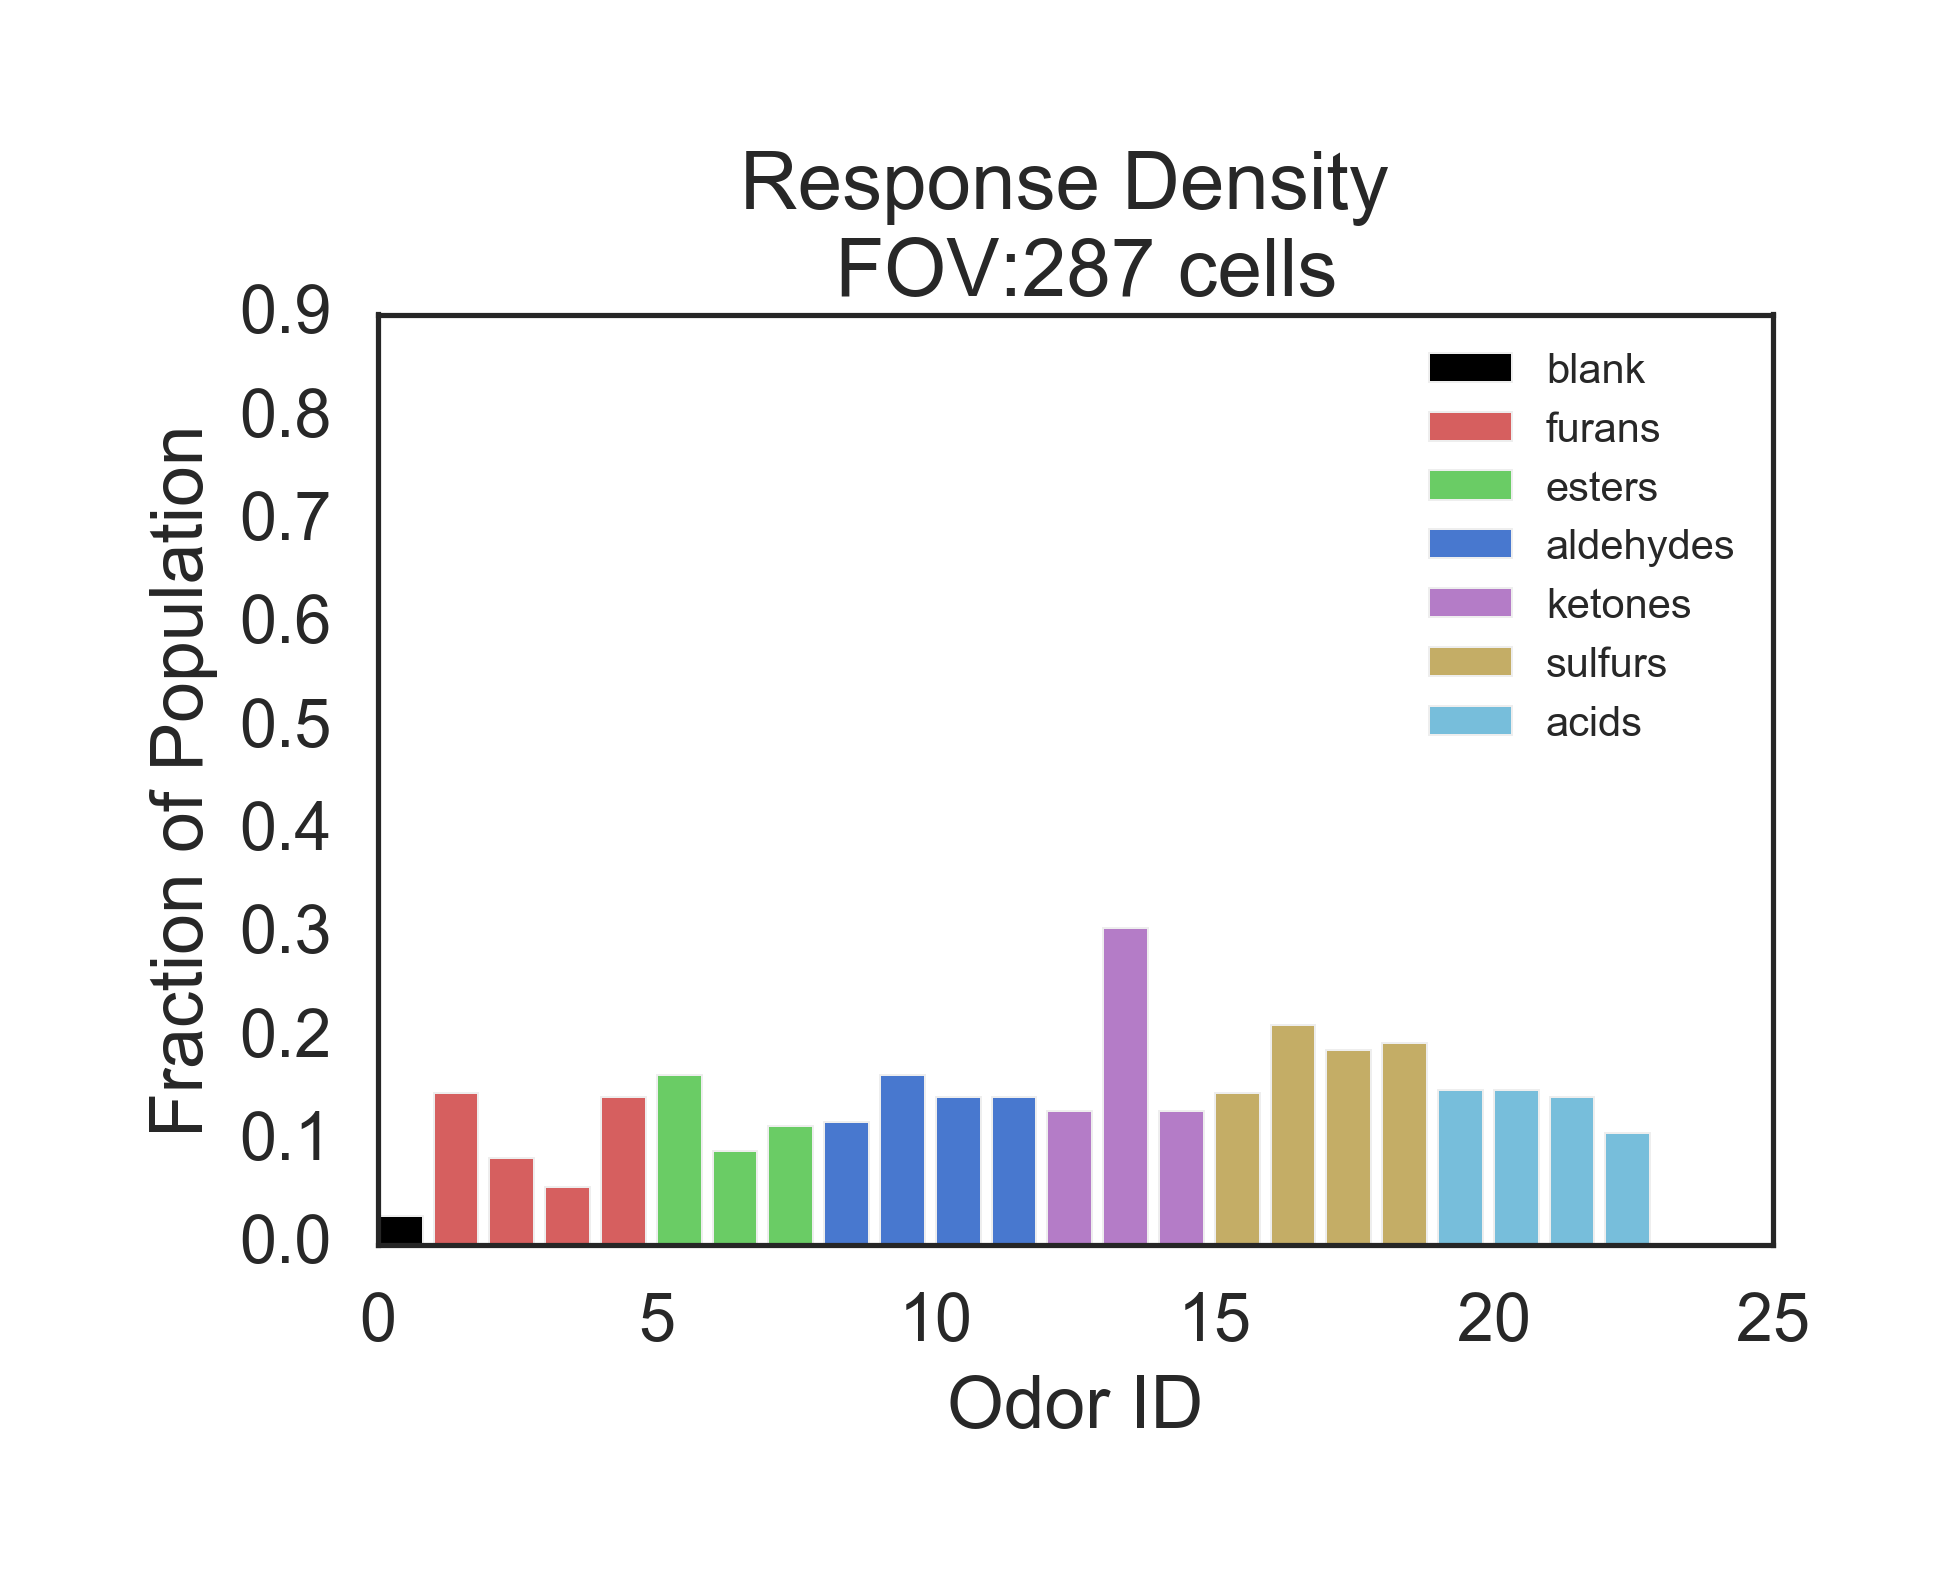 Response Density
FOV:287 cells
0.9
0.8
0.7
0.6
0.5
0.4
0.3
0.2
0.1
0.0
Fraction of Population
blank
furans
esters
aldehydes
ketones
sulfurs
acids
0 5 10 15 20 25
Odor ID